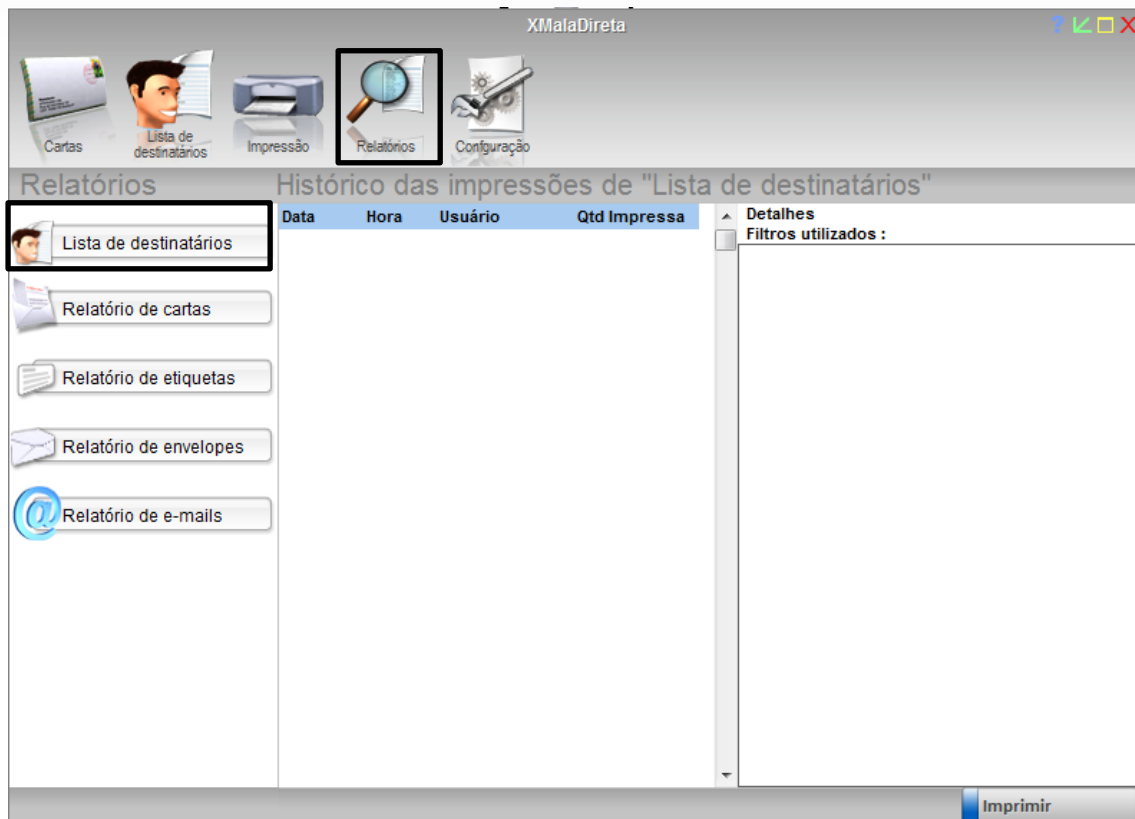 XMalaDireta
?
Cartas
Lista de
destinatários
Impressão
Relatórios
Configuração
Relatórios
Histórico das impressões de "Lista de destinatários"
Data Hora Usuário Qtd Impressa
Detalhes
Filtros utilizados :
Lista de destinatários
Relatório de cartas
Relatório de etiquetas
Relatório de envelopes
@ Relatório de e-mails
Imprimir